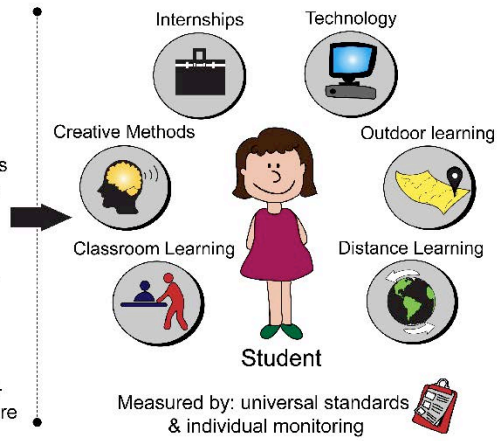 Internships
Technology
Creative Methods
Outdoor learning
Classroom Learning
Distance Learning
Student
Measured by: universal standards
& individual monitoring